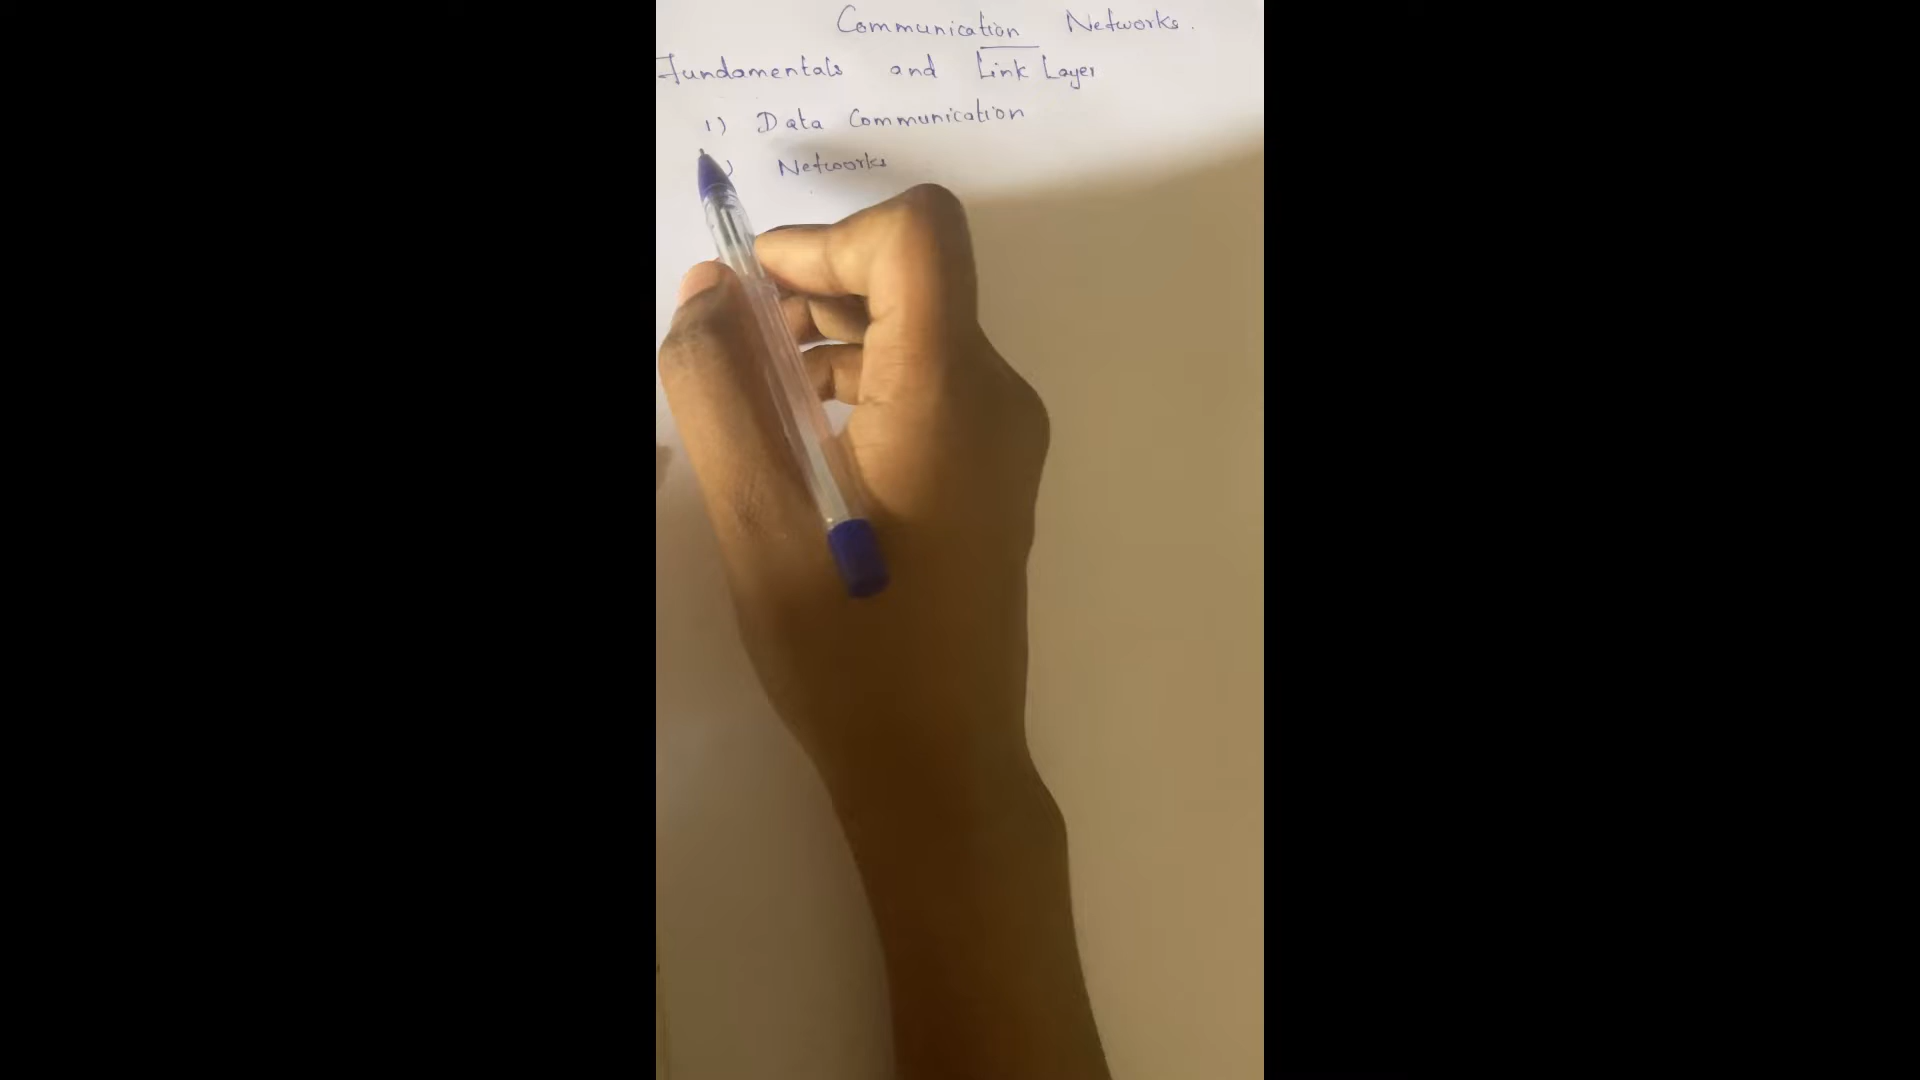 Communication Networks.
Fundamentals and Link Layer
1) Data Communication
) Networks